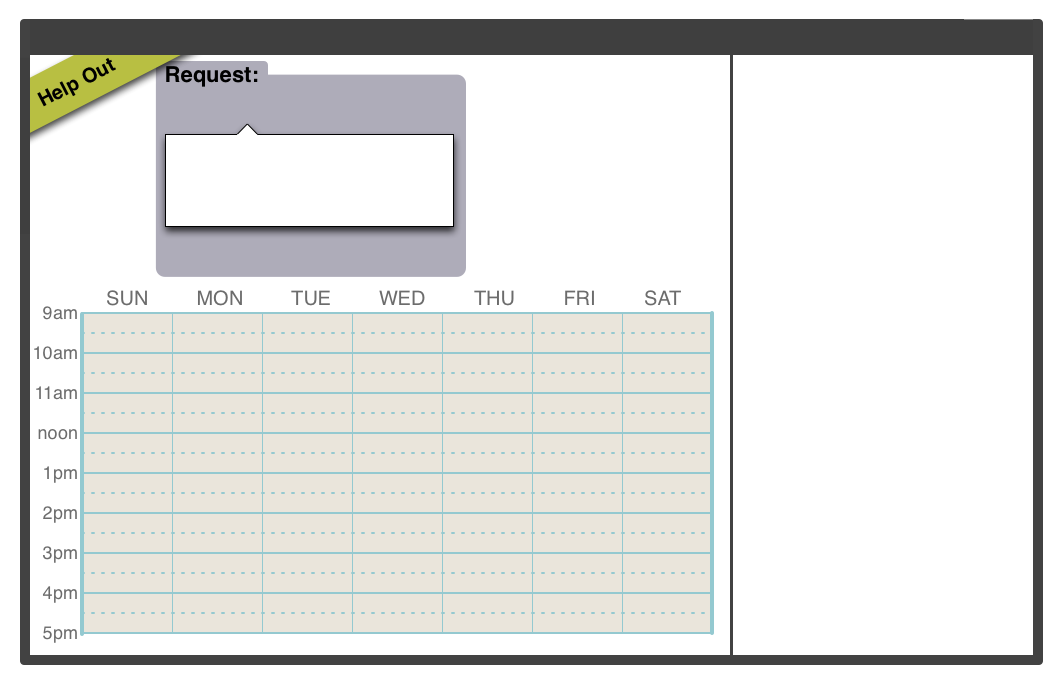 Help Out
Request:
SUN MON TUE WED THU FRI SAT
9am
10am
11am
noon
1pm
2pm
3pm
4pm
5pm